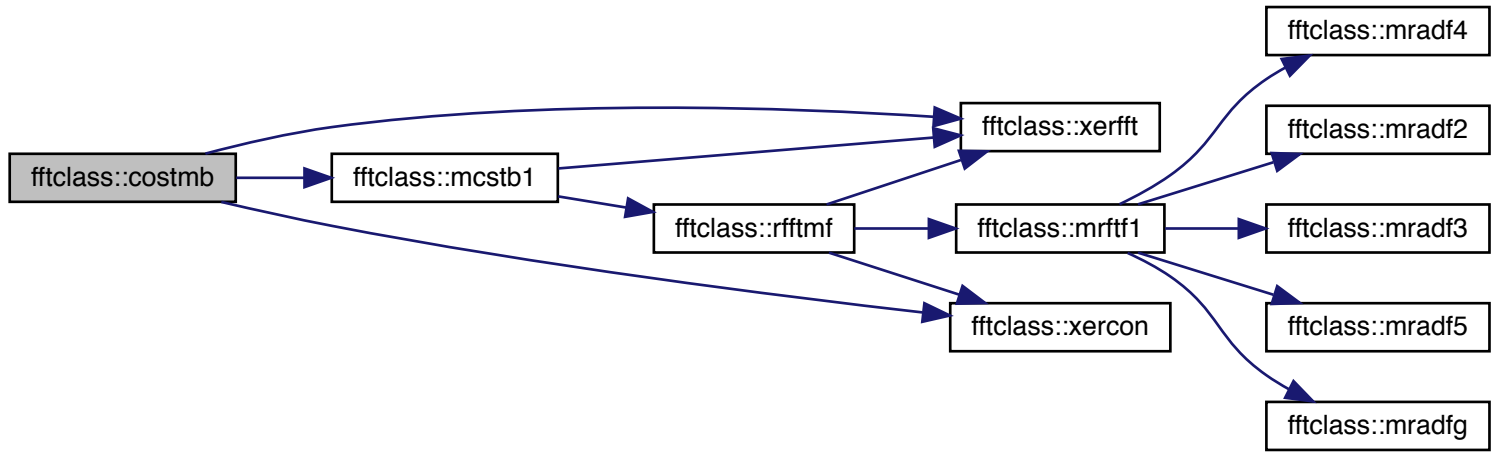 fftclass::mradf4
fftclass::xerfft
fftclass::mradf2
fftclass::costmb
fftclass::mcstb1
fftclass::rfftmf
fftclass::mrftf1
fftclass::mradf3
fftclass::xercon
fftclass::mradf5
fftclass::mradfg